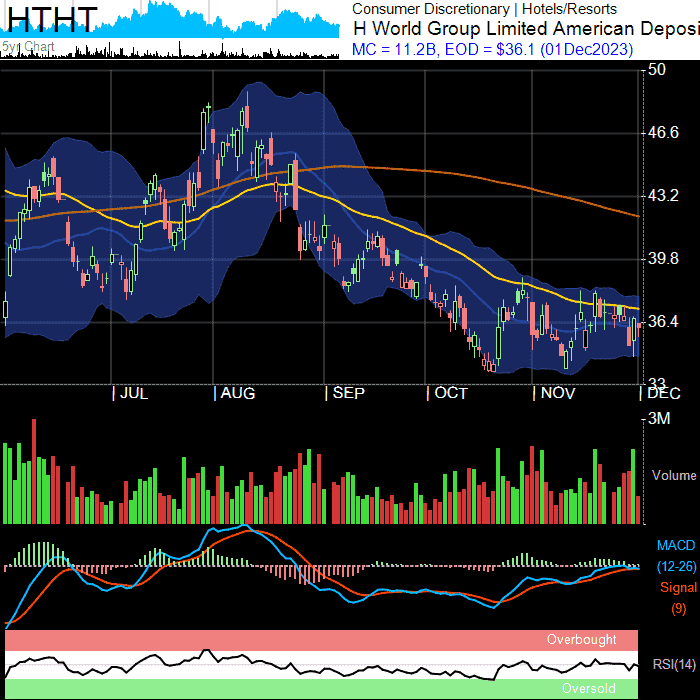 HTHT
5yr Chart
Consumer Discretionary | Hotels/Resorts
H World Group Limited American Deposi
MC = 11.2B, EOD = $36.1 (01Dec2023)
50
46.6
43.2
39.8
36.4
33
JUL AUG SEP OCT NOV DEC
3M
Volume
MACD
(12-26)
Signal
(9)
Overbought
RSI(14)
Oversold